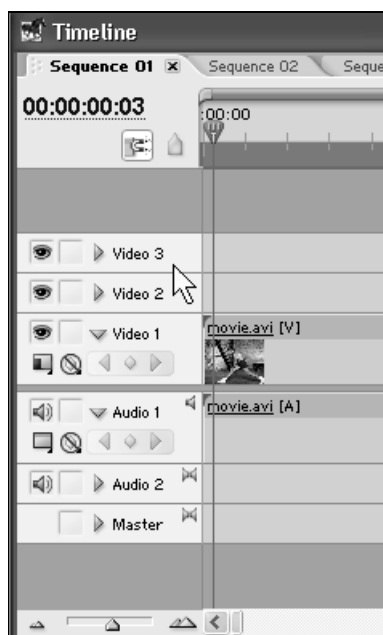 Timeline
Sequence 01 Sequence 02 Seque
00:00:00:03
:00:00
Video 3
Video 2
Video 1 movie.avi [V]
Audio 1 movie.avi [A]
Audio 2
Master